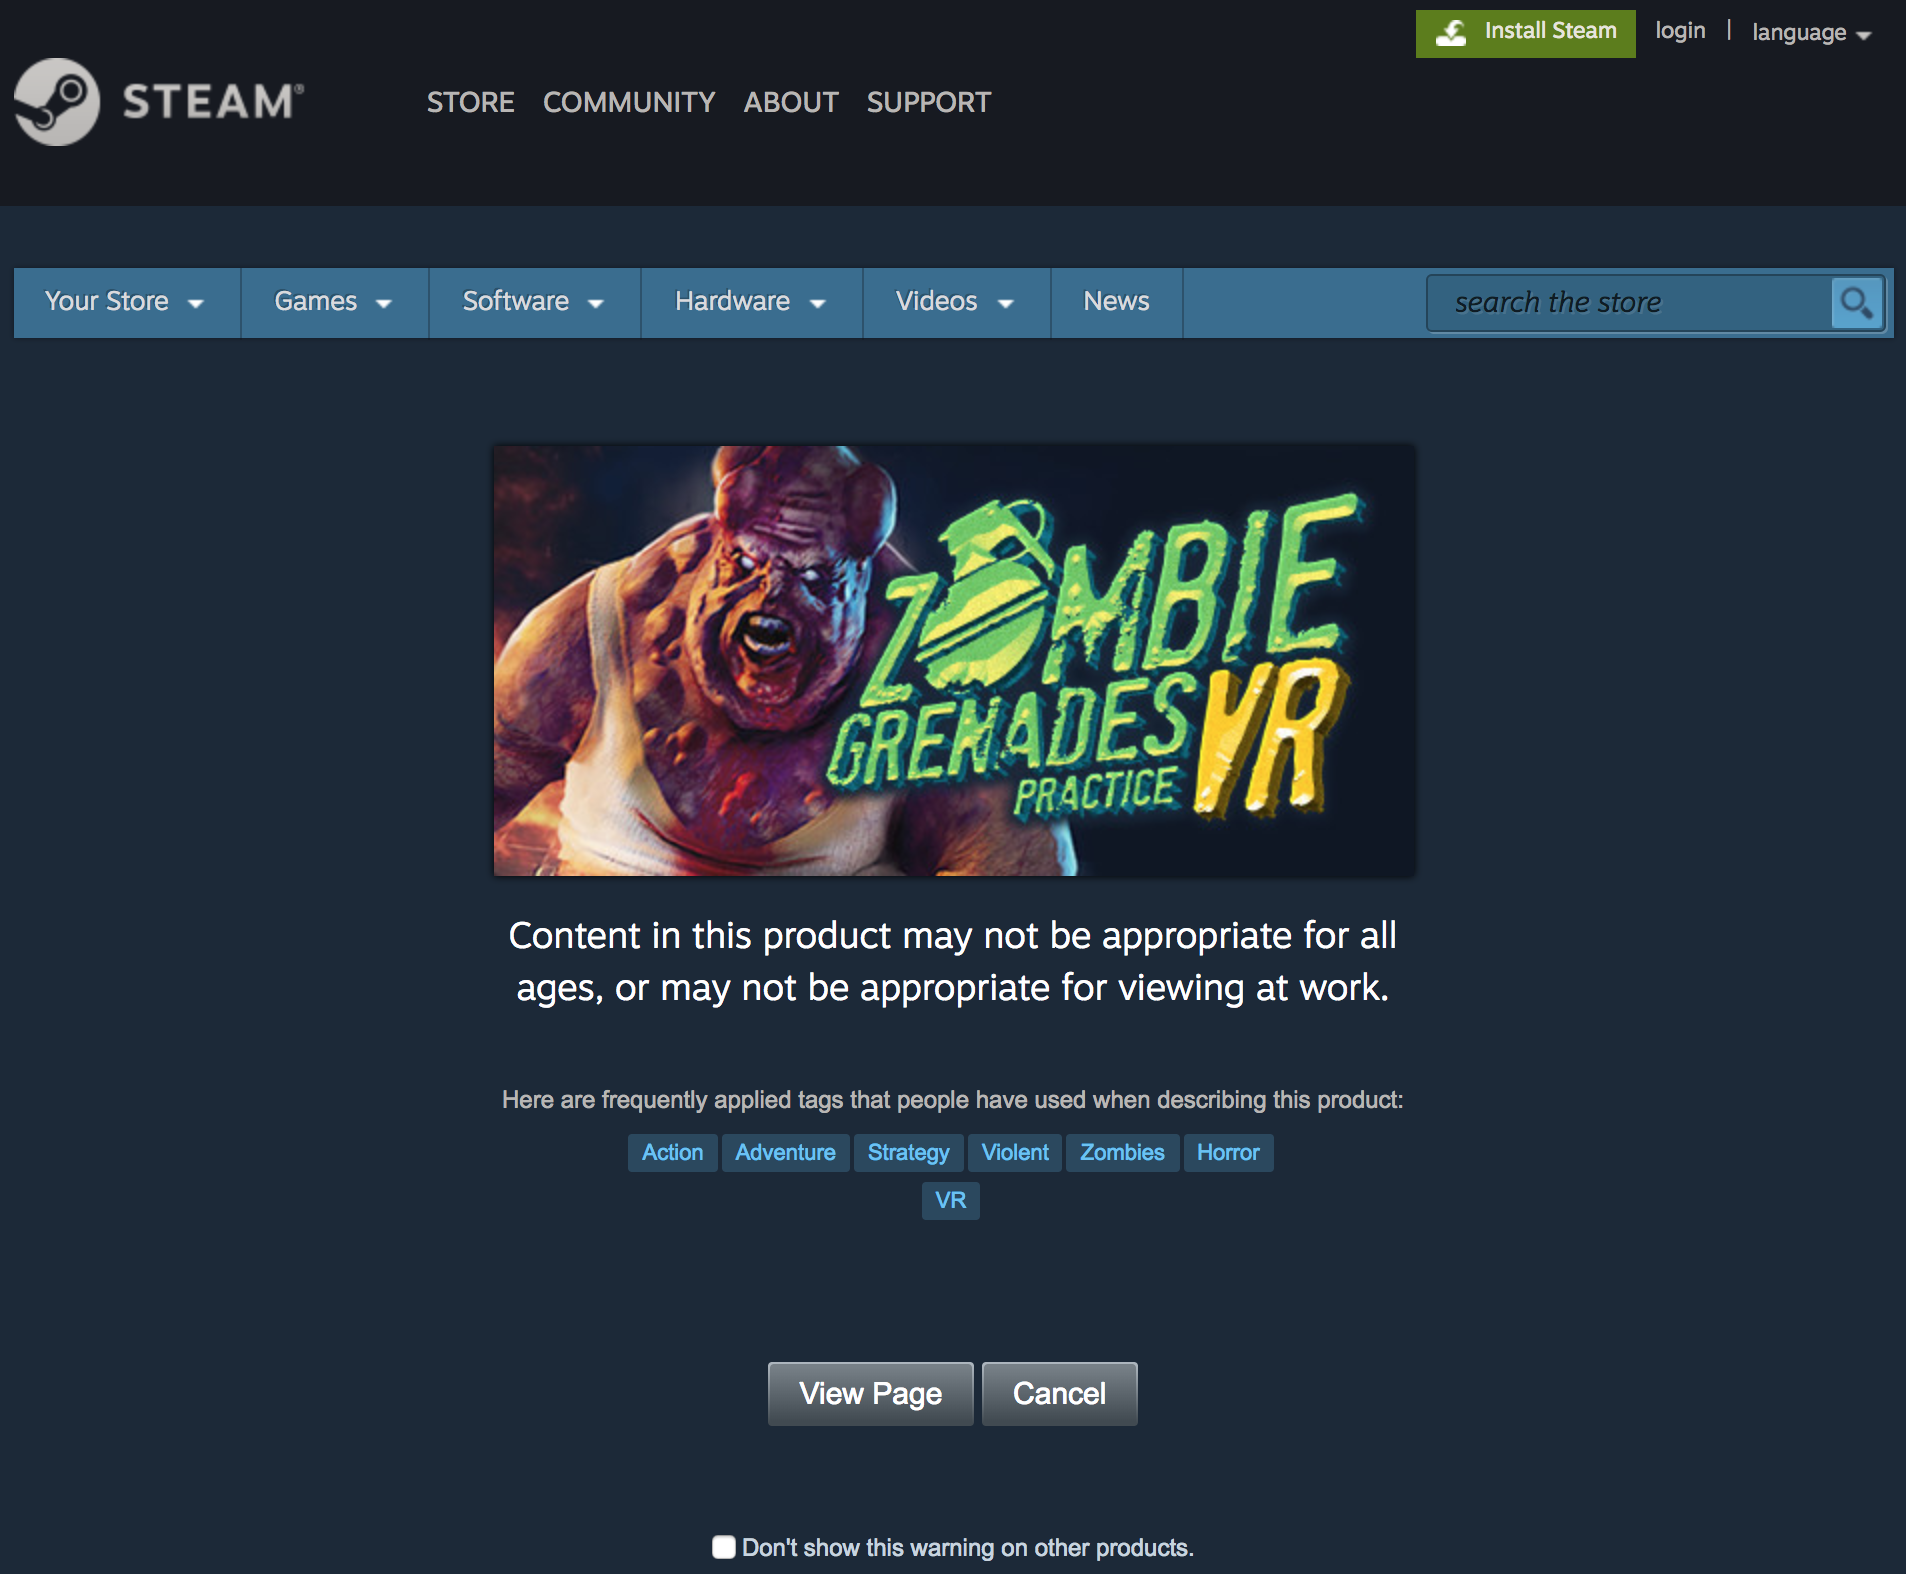 Install Steam login | language
STEAM®
STORE COMMUNITY ABOUT SUPPORT
Your Store Games Software Hardware Videos News search the store
ZOMBIE
GRENADES VR
PRACTICE
Content in this product may not be appropriate for all
ages, or may not be appropriate for viewing at work.
Here are frequently applied tags that people have used when describing this product:
Action Adventure Strategy Violent Zombies Horror
VR
View Page Cancel
Don't show this warning on other products.